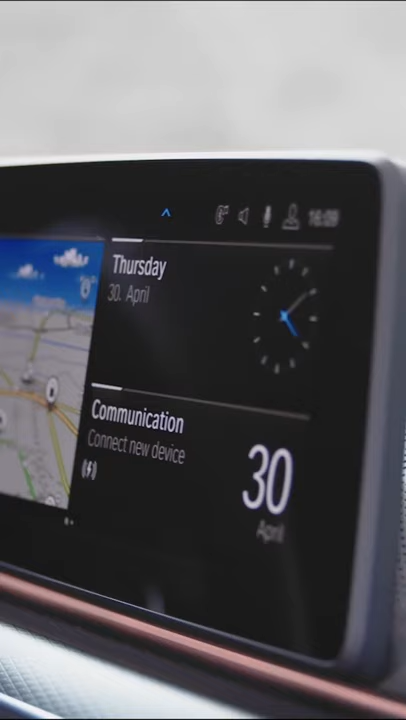 16:09
Thursday
30. April
Communication
Connect new device
30
April